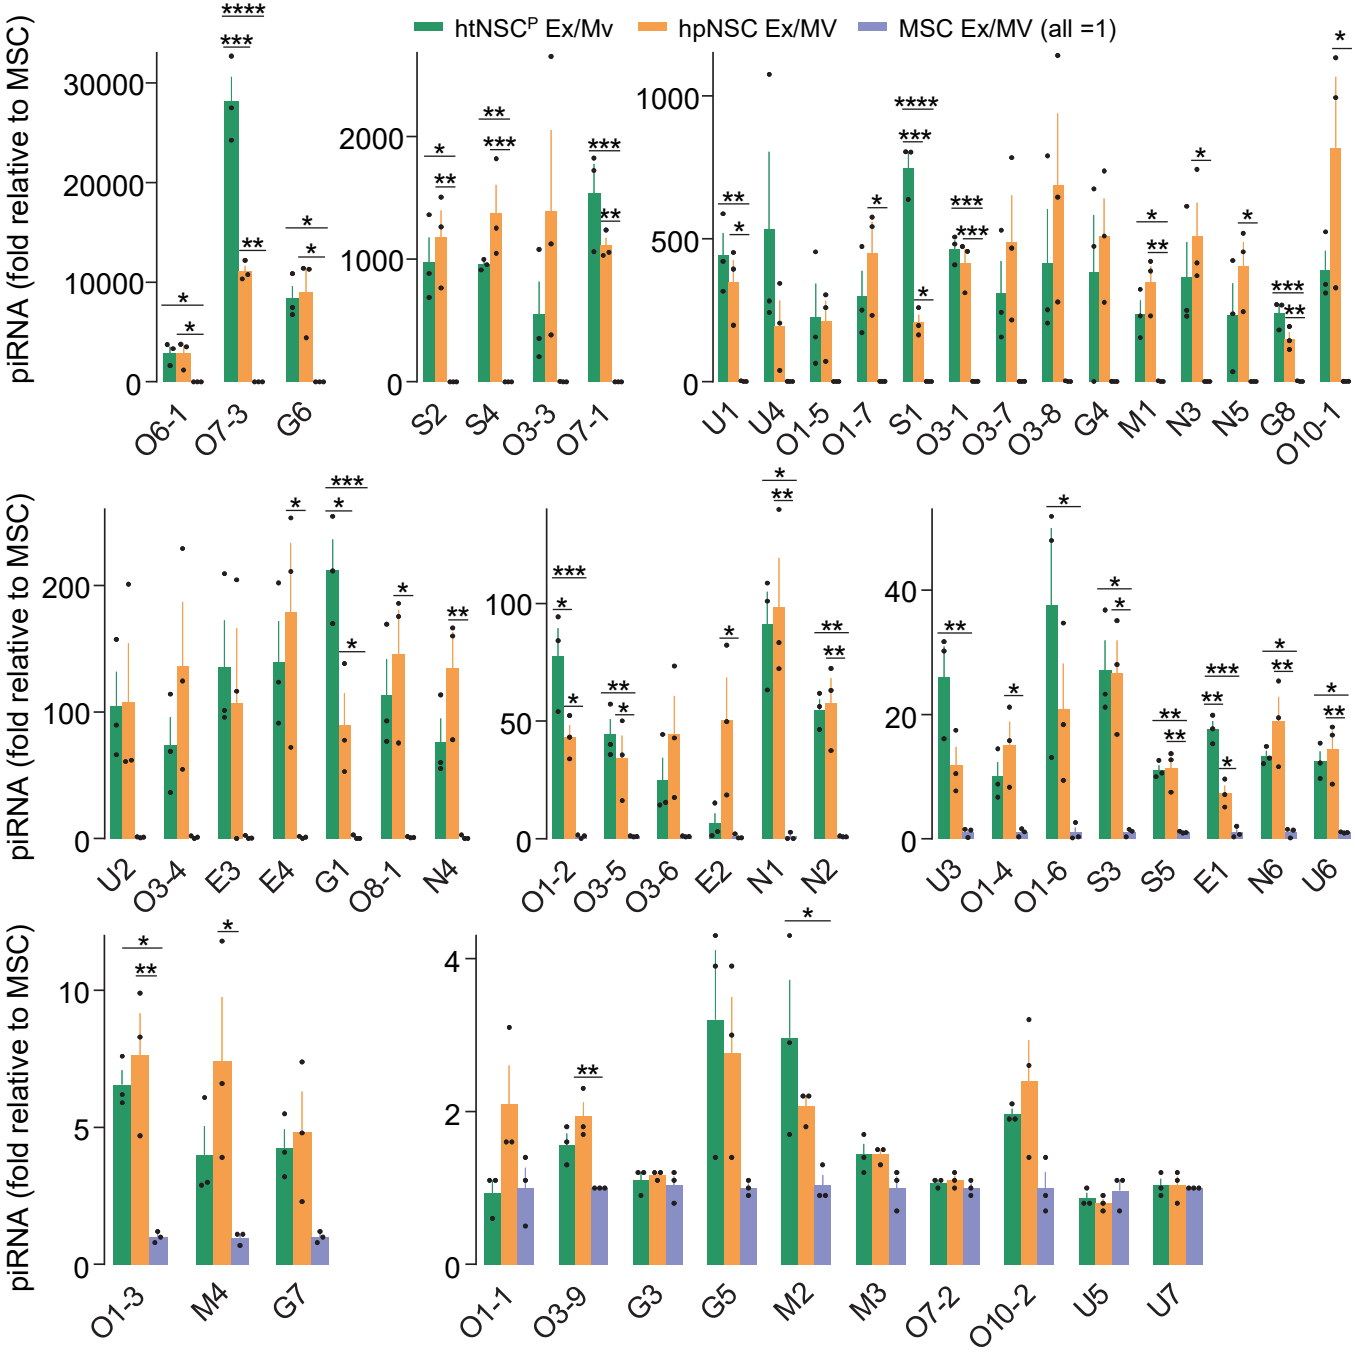 htNSCᴾ Ex/Mv hpNSC Ex/MV MSC Ex/MV (all =1)
piRNA (fold relative to MSC)
30000
20000
10000
0
**** *** ** * * * *
O6-1 O7-3 G6
2000
1000
0
* ** ** *** *** **
S2 S4 O3-3 O7-1
1000
500
0
** * * **** *** * *** *** * ** * * *** ** *
U1 U4 O1-5 O1-7 S1 O3-1 O3-7 O3-8 G4 M1 N3 N5 G8 O10-1
piRNA (fold relative to MSC)
200
100
0
* *** * * * **
U2 O3-4 E3 E4 G1 O8-1 N4
100
50
0
*** * * ** * * * ** ** **
O1-2 O3-5 O3-6 E2 N1 N2
40
20
0
** * * * * ** ** *** ** * * ** * **
U3 O1-4 O1-6 S3 S5 E1 N6 U6
piRNA (fold relative to MSC)
10
5
0
* ** *
O1-3 M4 G7
4
2
0
** *
O1-1 O3-9 G3 G5 M2 M3 O7-2 O10-2 U5 U7